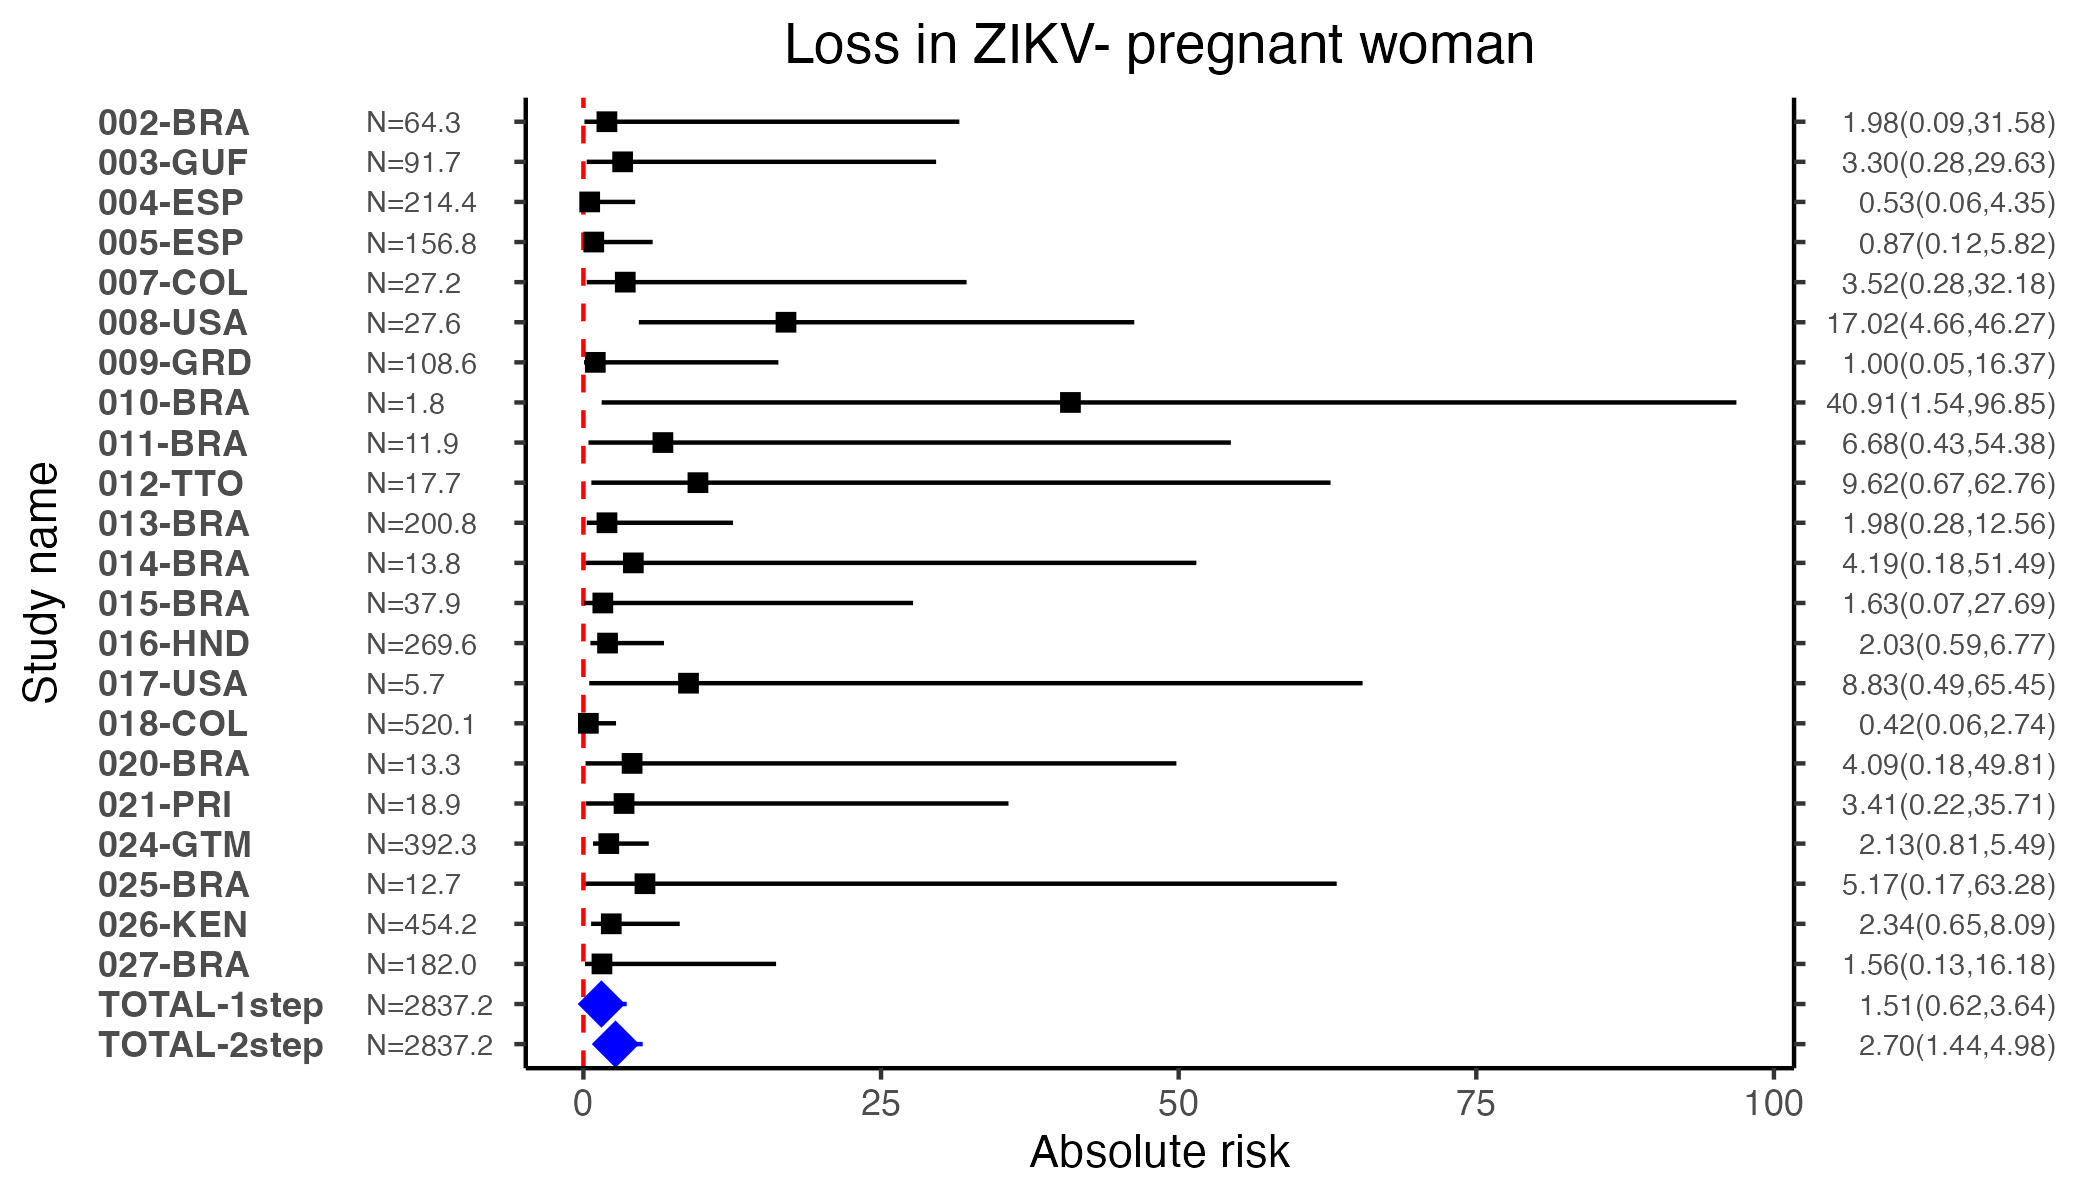 Loss in ZIKV- pregnant woman
Study name
002-BRA N=64.3 1.98(0.09,31.58)
003-GUF N=91.7 3.30(0.28,29.63)
004-ESP N=214.4 0.53(0.06,4.35)
005-ESP N=156.8 0.87(0.12,5.82)
007-COL N=27.2 3.52(0.28,32.18)
008-USA N=27.6 17.02(4.66,46.27)
009-GRD N=108.6 1.00(0.05,16.37)
010-BRA N=1.8 40.91(1.54,96.85)
011-BRA N=11.9 6.68(0.43,54.38)
012-TTO N=17.7 9.62(0.67,62.76)
013-BRA N=200.8 1.98(0.28,12.56)
014-BRA N=13.8 4.19(0.18,51.49)
015-BRA N=37.9 1.63(0.07,27.69)
016-HND N=269.6 2.03(0.59,6.77)
017-USA N=5.7 8.83(0.49,65.45)
018-COL N=520.1 0.42(0.06,2.74)
020-BRA N=13.3 4.09(0.18,49.81)
021-PRI N=18.9 3.41(0.22,35.71)
024-GTM N=392.3 2.13(0.81,5.49)
025-BRA N=12.7 5.17(0.17,63.28)
026-KEN N=454.2 2.34(0.65,8.09)
027-BRA N=182.0 1.56(0.13,16.18)
TOTAL-1step N=2837.2 1.51(0.62,3.64)
TOTAL-2step N=2837.2 2.70(1.44,4.98)
0 25 50 75 100
Absolute risk